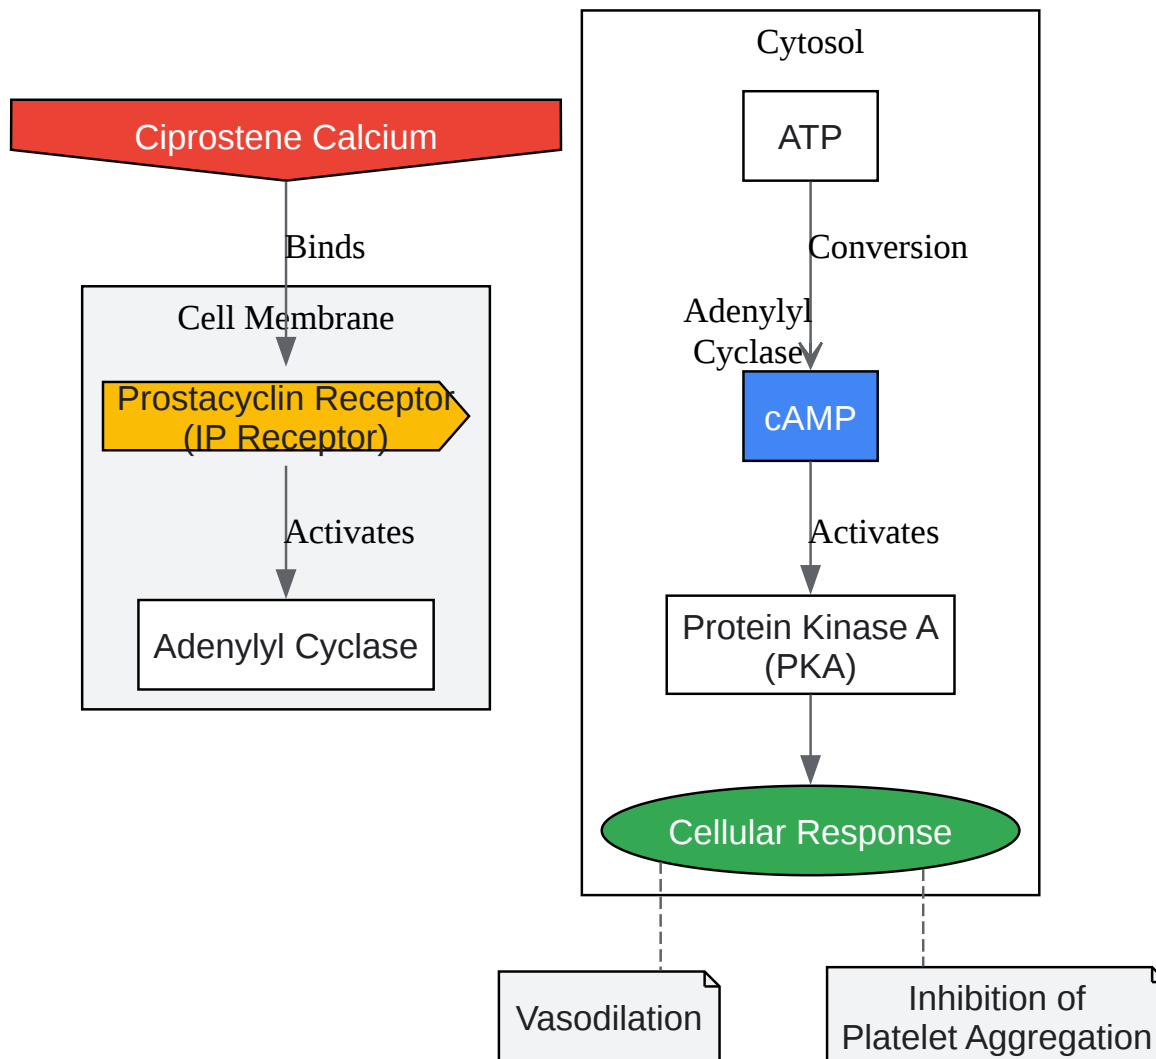 Ciprostene Calcium
Binds
Cell Membrane
Prostacyclin Receptor
(IP Receptor)
Activates
Adenylyl Cyclase
Cytosol
ATP
Conversion
Adenylyl
Cyclase
cAMP
Activates
Protein Kinase A
(PKA)
Cellular Response
Vasodilation
Inhibition of
Platelet Aggregation